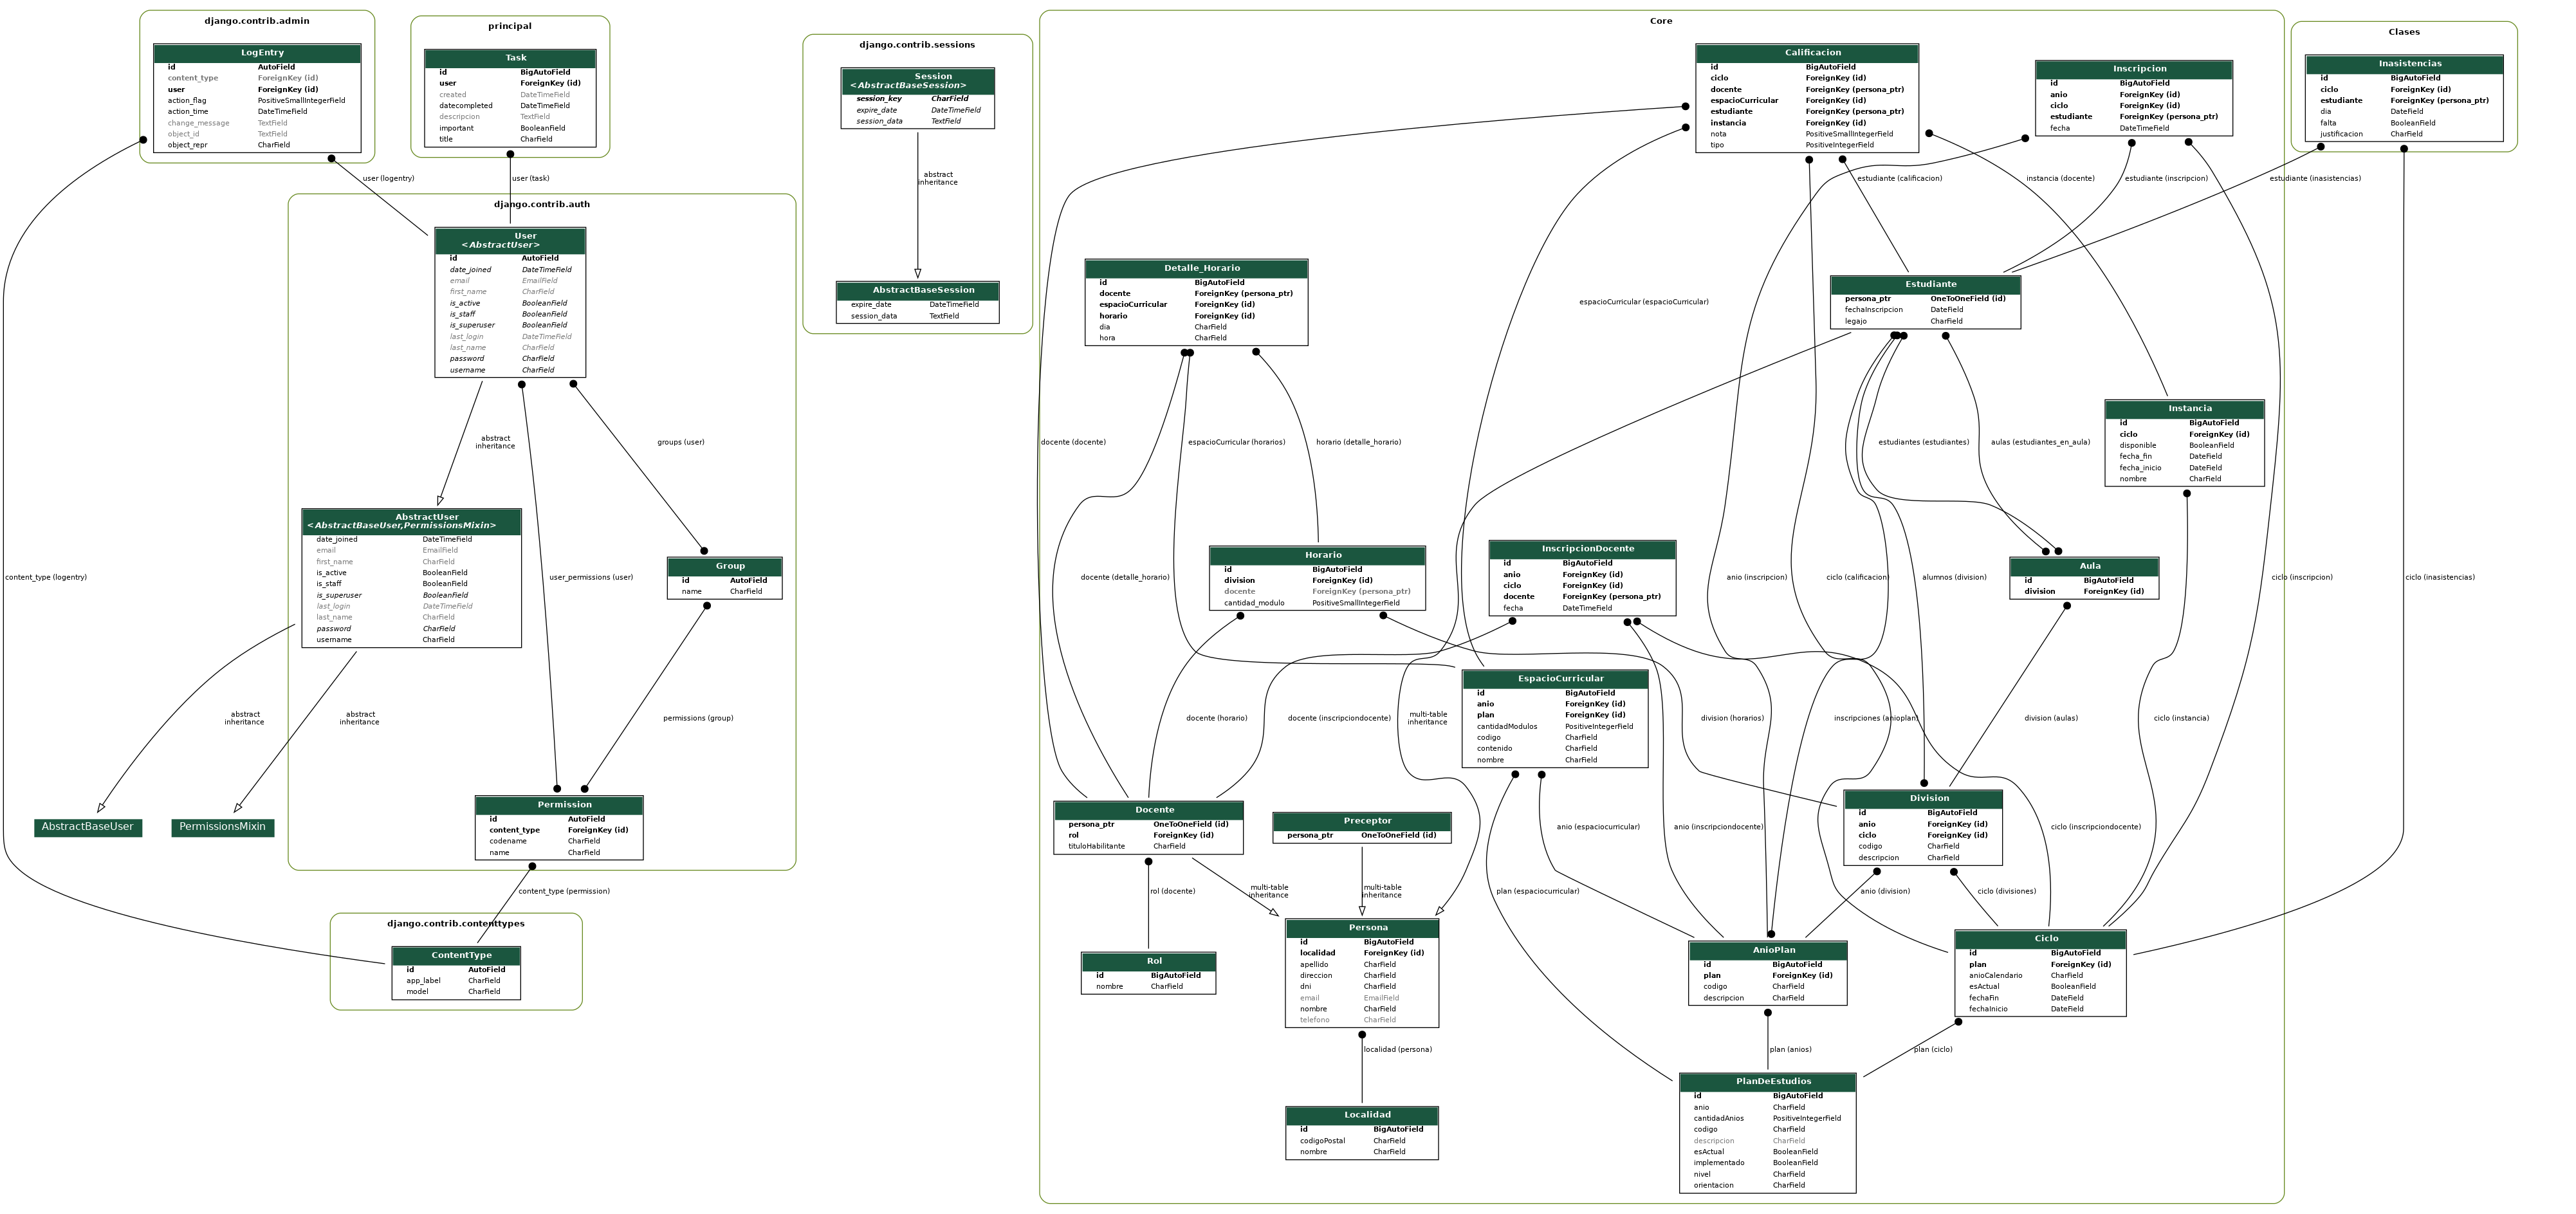 django.contrib.admin
LogEntry
id AutoField
content_type ForeignKey (id)
user ForeignKey (id)
action_flag PositiveSmallIntegerField
action_time DateTimeField
change_message TextField
object_id TextField
object_repr CharField
principal
Task
id BigAutoField
user ForeignKey (id)
created DateTimeField
datecompleted DateTimeField
descripcion TextField
important BooleanField
title CharField
user (logentry)
user (task)
content_type (logentry)
django.contrib.auth
User
<AbstractUser>
id AutoField
date_joined DateTimeField
email EmailField
first_name CharField
is_active BooleanField
is_staff BooleanField
is_superuser BooleanField
last_login DateTimeField
last_name CharField
password CharField
username CharField
abstract
inheritance
groups (user)
user_permissions (user)
AbstractUser
<AbstractBaseUser,PermissionsMixin>
date_joined DateTimeField
email EmailField
first_name CharField
is_active BooleanField
is_staff BooleanField
is_superuser BooleanField
last_login DateTimeField
last_name CharField
password CharField
username CharField
Group
id AutoField
name CharField
abstract
inheritance
abstract
inheritance
permissions (group)
AbstractBaseUser
PermissionsMixin
Permission
id AutoField
content_type ForeignKey (id)
codename CharField
name CharField
content_type (permission)
django.contrib.contenttypes
ContentType
id AutoField
app_label CharField
model CharField
django.contrib.sessions
Session
<AbstractBaseSession>
session_key CharField
expire_date DateTimeField
session_data TextField
abstract
inheritance
AbstractBaseSession
expire_date DateTimeField
session_data TextField
Core
Calificacion
id BigAutoField
ciclo ForeignKey (id)
docente ForeignKey (persona_ptr)
espacioCurricular ForeignKey (id)
estudiante ForeignKey (persona_ptr)
instancia ForeignKey (id)
nota PositiveSmallIntegerField
tipo PositiveIntegerField
Inscripcion
id BigAutoField
anio ForeignKey (id)
ciclo ForeignKey (id)
estudiante ForeignKey (persona_ptr)
fecha DateTimeField
Clases
Inasistencias
id BigAutoField
ciclo ForeignKey (id)
estudiante ForeignKey (persona_ptr)
dia DateField
falta BooleanField
justificacion CharField
estudiante (calificacion)
instancia (docente)
estudiante (inscripcion)
estudiante (inasistencias)
Detalle_Horario
id BigAutoField
docente ForeignKey (persona_ptr)
espacioCurricular ForeignKey (id)
horario ForeignKey (id)
dia CharField
hora CharField
espacioCurricular (espacioCurricular)
Estudiante
persona_ptr OneToOneField (id)
fechaInscripcion DateField
legajo CharField
Instancia
id BigAutoField
ciclo ForeignKey (id)
disponible BooleanField
fecha_fin DateField
fecha_inicio DateField
nombre CharField
docente (docente)
espacioCurricular (horarios)
horario (detalle_horario)
estudiantes (estudiantes)
aulas (estudiantes_en_aula)
docente (detalle_horario)
Horario
id BigAutoField
division ForeignKey (id)
docente ForeignKey (persona_ptr)
cantidad_modulo PositiveSmallIntegerField
InscripcionDocente
id BigAutoField
anio ForeignKey (id)
ciclo ForeignKey (id)
docente ForeignKey (persona_ptr)
fecha DateTimeField
anio (inscripcion)
ciclo (calificacion)
alumnos (division)
Aula
id BigAutoField
division ForeignKey (id)
ciclo (inscripcion)
ciclo (inasistencias)
docente (horario)
docente (inscripciondocente)
multi-table
inheritance
EspacioCurricular
id BigAutoField
anio ForeignKey (id)
plan ForeignKey (id)
cantidadModulos PositiveIntegerField
codigo CharField
contenido CharField
nombre CharField
division (horarios)
inscripciones (anioplan)
division (aulas)
ciclo (instancia)
Docente
persona_ptr OneToOneField (id)
rol ForeignKey (id)
tituloHabilitante CharField
Preceptor
persona_ptr OneToOneField (id)
anio (espaciocurricular)
anio (inscripciondocente)
Division
id BigAutoField
anio ForeignKey (id)
ciclo ForeignKey (id)
codigo CharField
descripcion CharField
ciclo (inscripciondocente)
rol (docente)
multi-table
inheritance
multi-table
inheritance
plan (espaciocurricular)
anio (division)
ciclo (divisiones)
Rol
id BigAutoField
nombre CharField
Persona
id BigAutoField
localidad ForeignKey (id)
apellido CharField
direccion CharField
dni CharField
email EmailField
nombre CharField
telefono CharField
AnioPlan
id BigAutoField
plan ForeignKey (id)
codigo CharField
descripcion CharField
Ciclo
id BigAutoField
plan ForeignKey (id)
anioCalendario CharField
esActual BooleanField
fechaFin DateField
fechaInicio DateField
localidad (persona)
plan (anios)
plan (ciclo)
Localidad
id BigAutoField
codigoPostal CharField
nombre CharField
PlanDeEstudios
id BigAutoField
anio CharField
cantidadAnios PositiveIntegerField
codigo CharField
descripcion CharField
esActual BooleanField
implementado BooleanField
nivel CharField
orientacion CharField